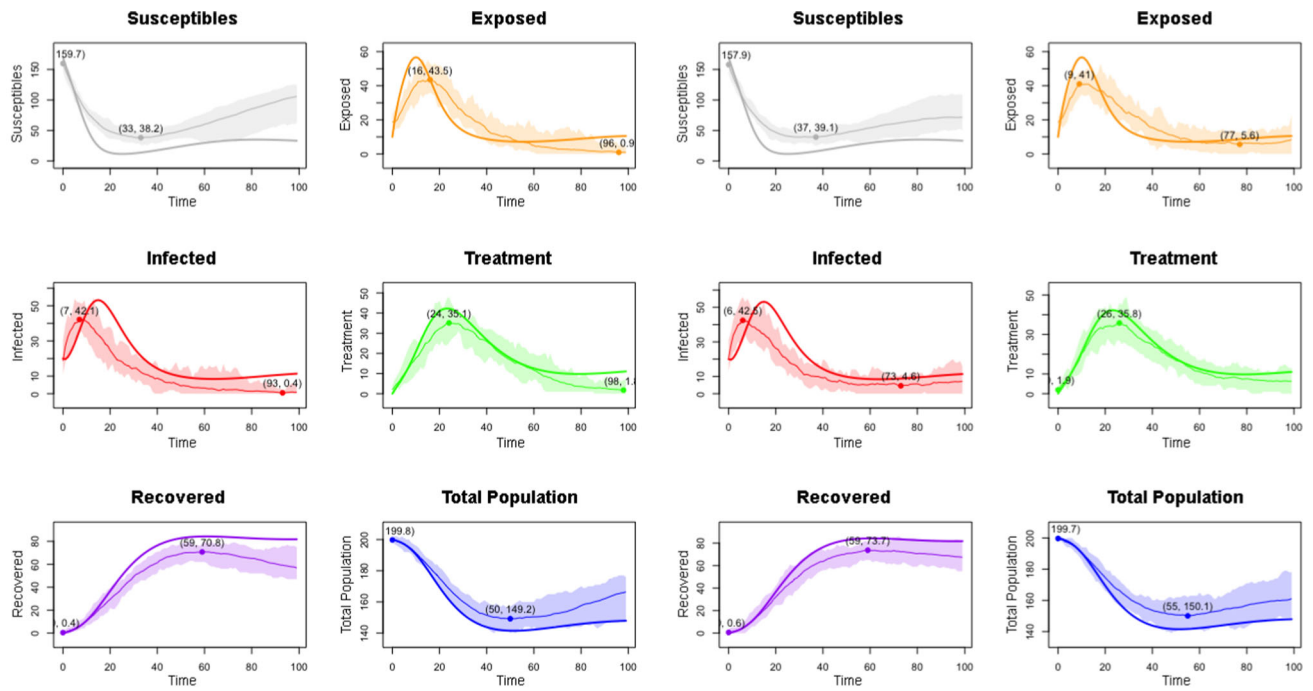 Susceptibles
Exposed
Susceptibles
Exposed
Susceptibles
0 50 100 150
159.7)
(33, 38.2)
0 20 40 60 80 100
Time
Exposed
0 20 40 60
(16, 43.5)
(96, 0.9
0 20 40 60 80 100
Time
Susceptibles
0 50 100 150
157.9)
(37, 39.1)
0 20 40 60 80 100
Time
Exposed
0 20 40 60
(9, 41)
(77, 5.6)
0 20 40 60 80 100
Time
Infected
Treatment
Infected
Treatment
Infected
0 10 30 50
(7, 42.1)
(93, 0.4)
0 20 40 60 80 100
Time
Treatment
0 10 20 30 40 50
(24, 35.1)
(98, 1.8
0 20 40 60 80 100
Time
Infected
0 10 30 50
(6, 42.5)
(73, 4.6)
0 20 40 60 80 100
Time
Treatment
0 10 20 30 40 50
(26, 35.8)
, 1.9)
0 20 40 60 80 100
Time
Recovered
Total Population
Recovered
Total Population
Recovered
0 20 40 60 80
(59, 70.8)
), 0.4)
0 20 40 60 80 100
Time
Total Population
140 160 180 200
199.8)
(50, 149.2)
0 20 40 60 80 100
Time
Recovered
0 20 40 60 80
(59, 73.7)
), 0.6)
0 20 40 60 80 100
Time
Total Population
140 160 180 200
199.7)
(55, 150.1)
0 20 40 60 80 100
Time